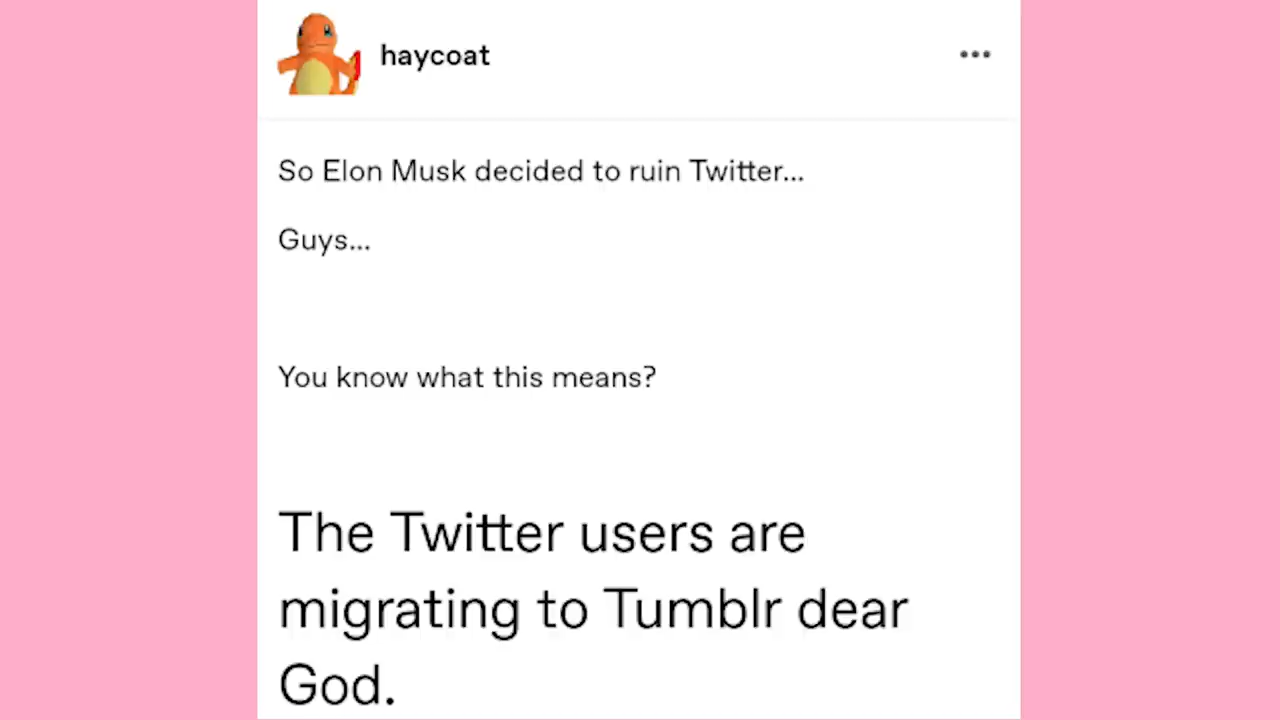 haycoat
So Elon Musk decided to ruin Twitter...
Guys...
You know what this means?
The Twitter users are
migrating to Tumblr dear
God.